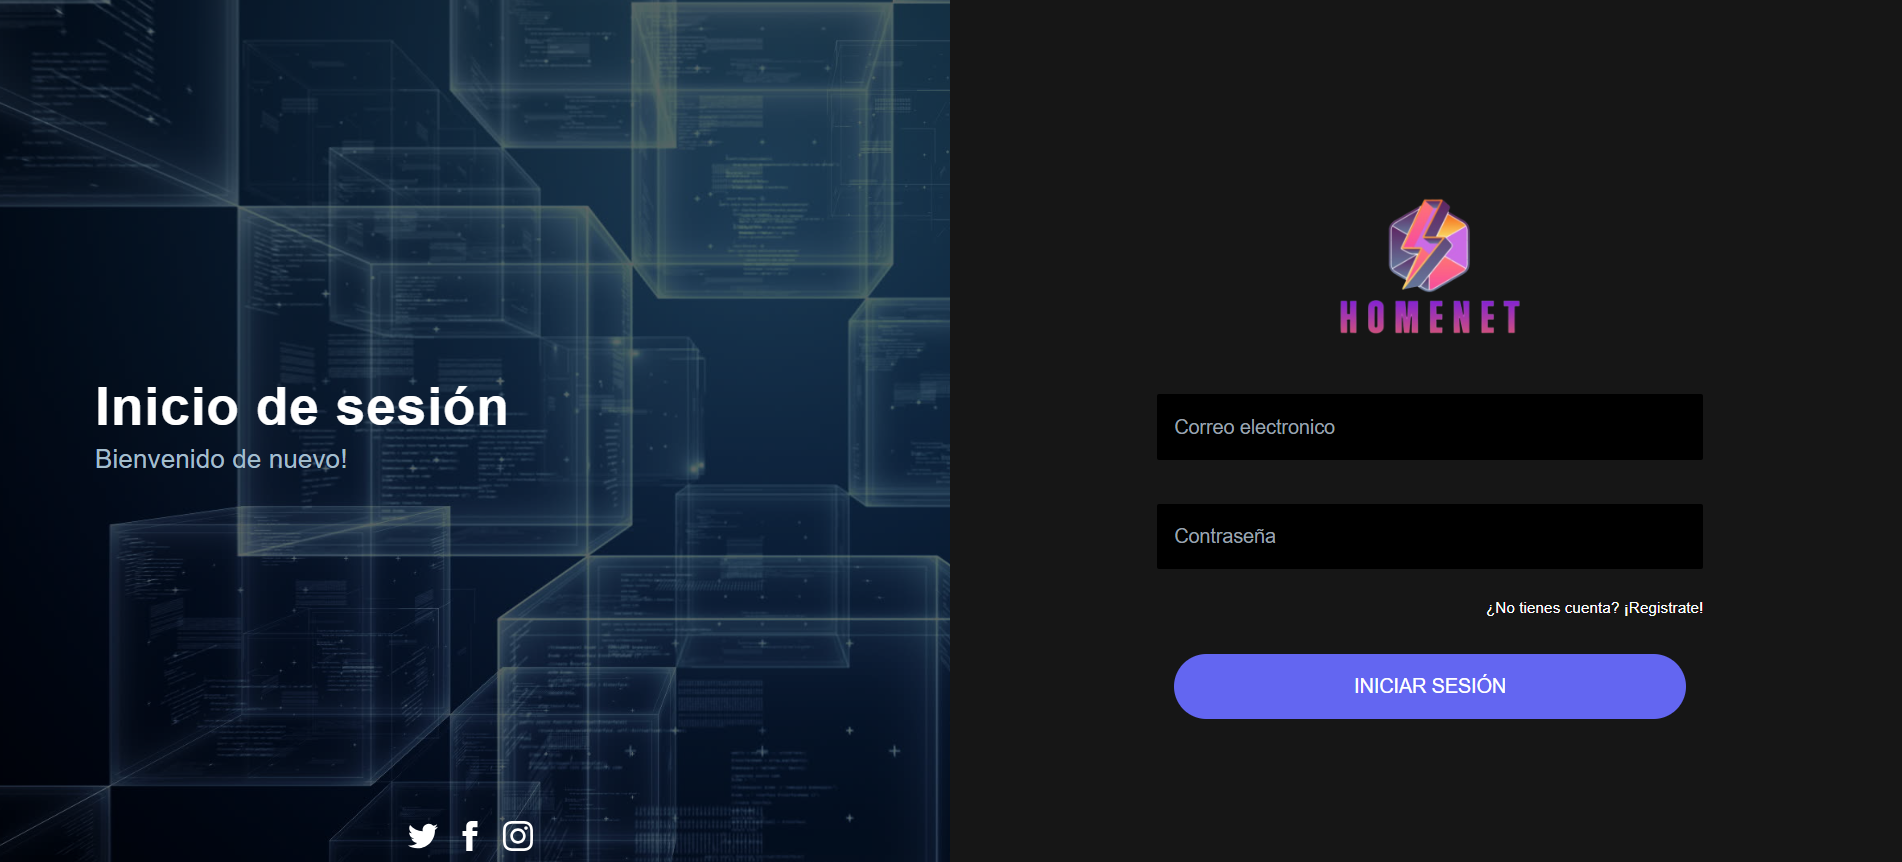 Inicio de sesión
Bienvenido de nuevo!
HOMENET
Correo electronico
Contraseña
¿No tienes cuenta? ¡Registrate!
INICIAR SESIÓN